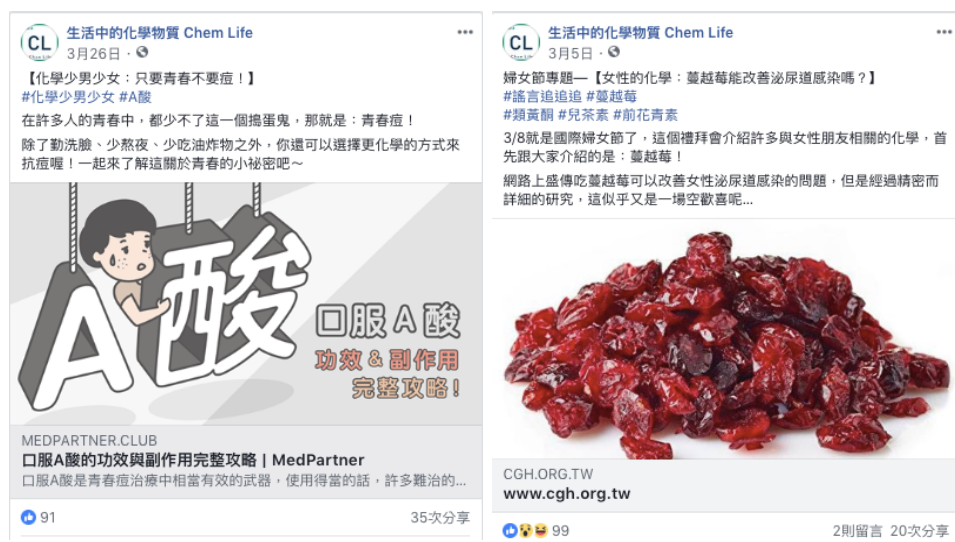 CL
Chem Life
生活中的化學物質 Chem Life
3月26日
【化學少男少女：只要青春不要痘！】
#化學少男少女 #A酸
在許多人的青春中，都少不了這一個搗蛋鬼，那就是：青春痘！
除了勤洗臉、少熬夜、少吃油炸物之外，你還可以選擇更化學的方式來
抗痘喔！一起來了解這關於青春的小祕密吧～
A酸
口服A酸
功效&副作用
完整攻略！
MEDPARTNER.CLUB
口服A酸的功效與副作用完整攻略 | MedPartner
口服A酸是青春痘治療中相當有效的武器，使用得當的話，許多難治的...
91
35次分享
CL
Chem Life
生活中的化學物質 Chem Life
3月5日
婦女節專題—【女性的化學：蔓越莓能改善泌尿道感染嗎？】
#謠言追追追 #蔓越莓
#類黃酮 #兒茶素 #前花青素
3/8就是國際婦女節了，這個禮拜會介紹許多與女性朋友相關的化學，首
先跟大家介紹的是：蔓越莓！
網路上盛傳吃蔓越莓可以改善女性泌尿道感染的問題，但是經過精密而
詳細的研究，這似乎又是一場空歡喜呢...
CGH.ORG.TW
www.cgh.org.tw
99
2則留言 20次分享